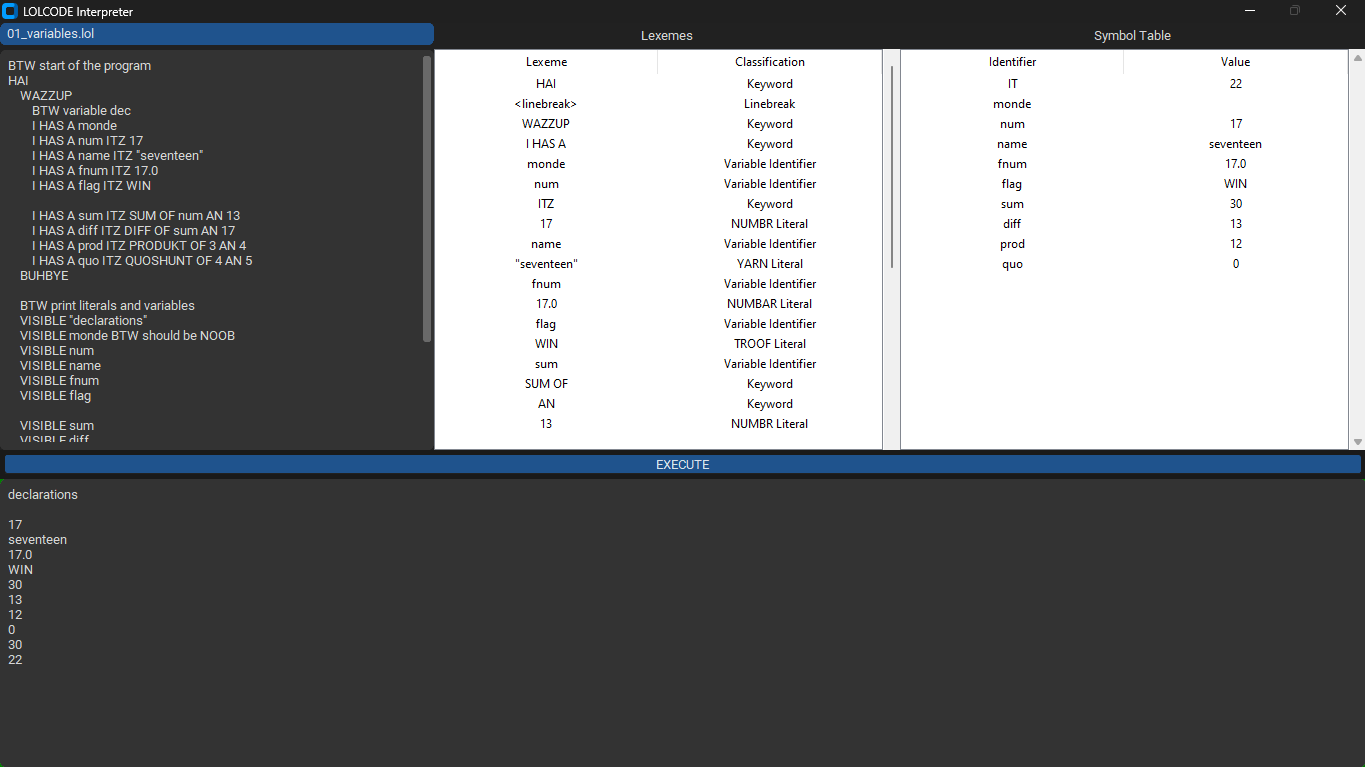 LOLCODE Interpreter
01_variables.lol
BTW start of the program
HAI
WAZZUP
BTW variable dec
I HAS A monde
I HAS A num ITZ 17
I HAS A name ITZ "seventeen"
I HAS A fnum ITZ 17.0
I HAS A flag ITZ WIN
I HAS A sum ITZ SUM OF num AN 13
I HAS A diff ITZ DIFF OF sum AN 17
I HAS A prod ITZ PRODUKT OF 3 AN 4
I HAS A quo ITZ QUOSHUNT OF 4 AN 5
BUHBYE
BTW print literals and variables
VISIBLE "declarations"
VISIBLE monde BTW should be NOOB
VISIBLE num
VISIBLE name
VISIBLE fnum
VISIBLE flag
VISIBLE sum
VISIBLE diff
Lexemes
Lexeme Classification
HAI Keyword
<linebreak> Linebreak
WAZZUP Keyword
I HAS A Keyword
monde Variable Identifier
num Variable Identifier
ITZ Keyword
17 NUMBR Literal
name Variable Identifier
"seventeen" YARN Literal
fnum Variable Identifier
17.0 NUMBAR Literal
flag Variable Identifier
WIN TROOF Literal
sum Variable Identifier
SUM OF Keyword
AN Keyword
13 NUMBR Literal
Symbol Table
Identifier Value
IT 22
monde
num 17
name seventeen
fnum 17.0
flag WIN
sum 30
diff 13
prod 12
quo 0
EXECUTE
declarations
17
seventeen
17.0
WIN
30
13
12
0
30
22